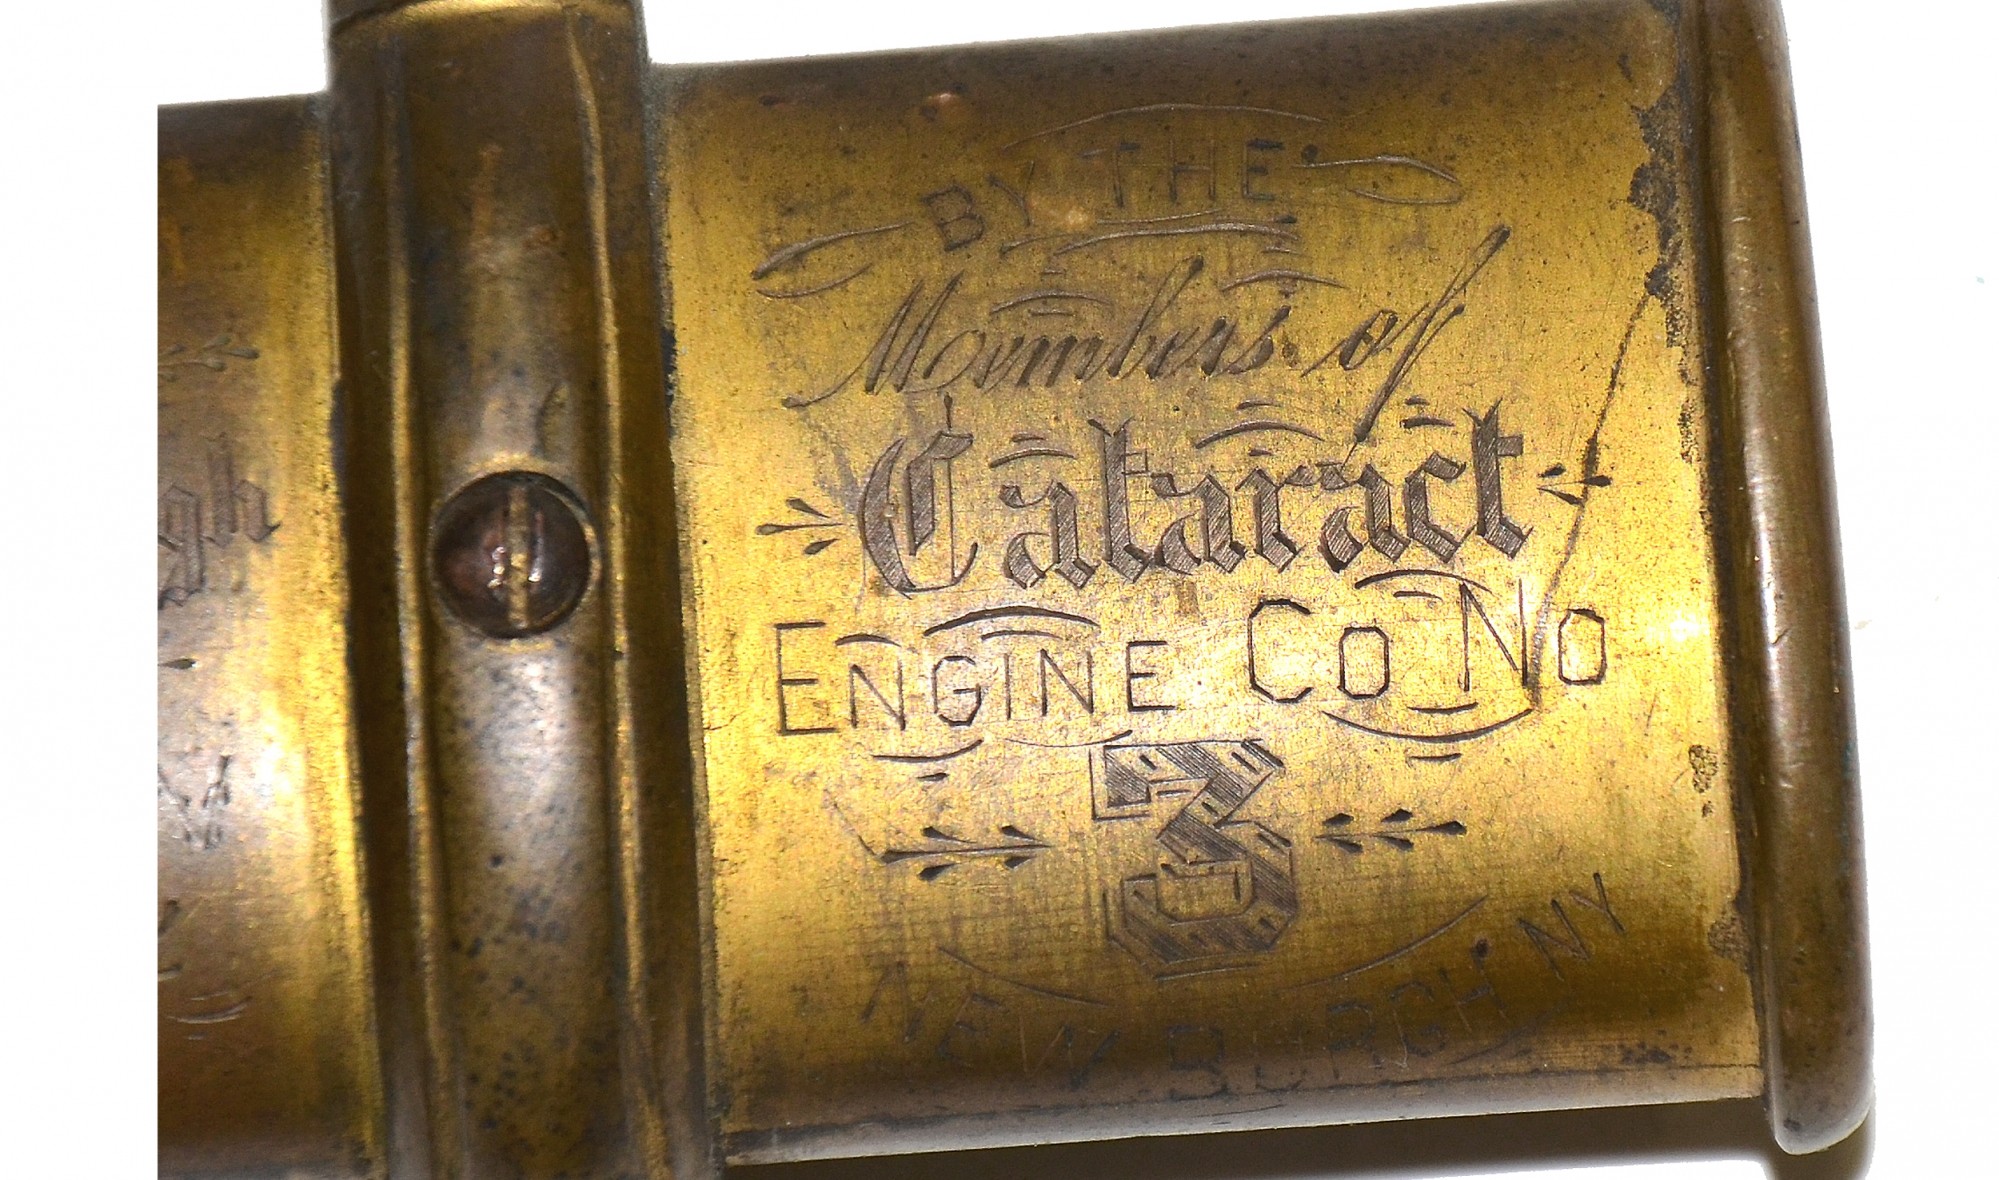 BY THE
Members of
Cataract
ENGINE CO NO
3
NEWBURGH NY